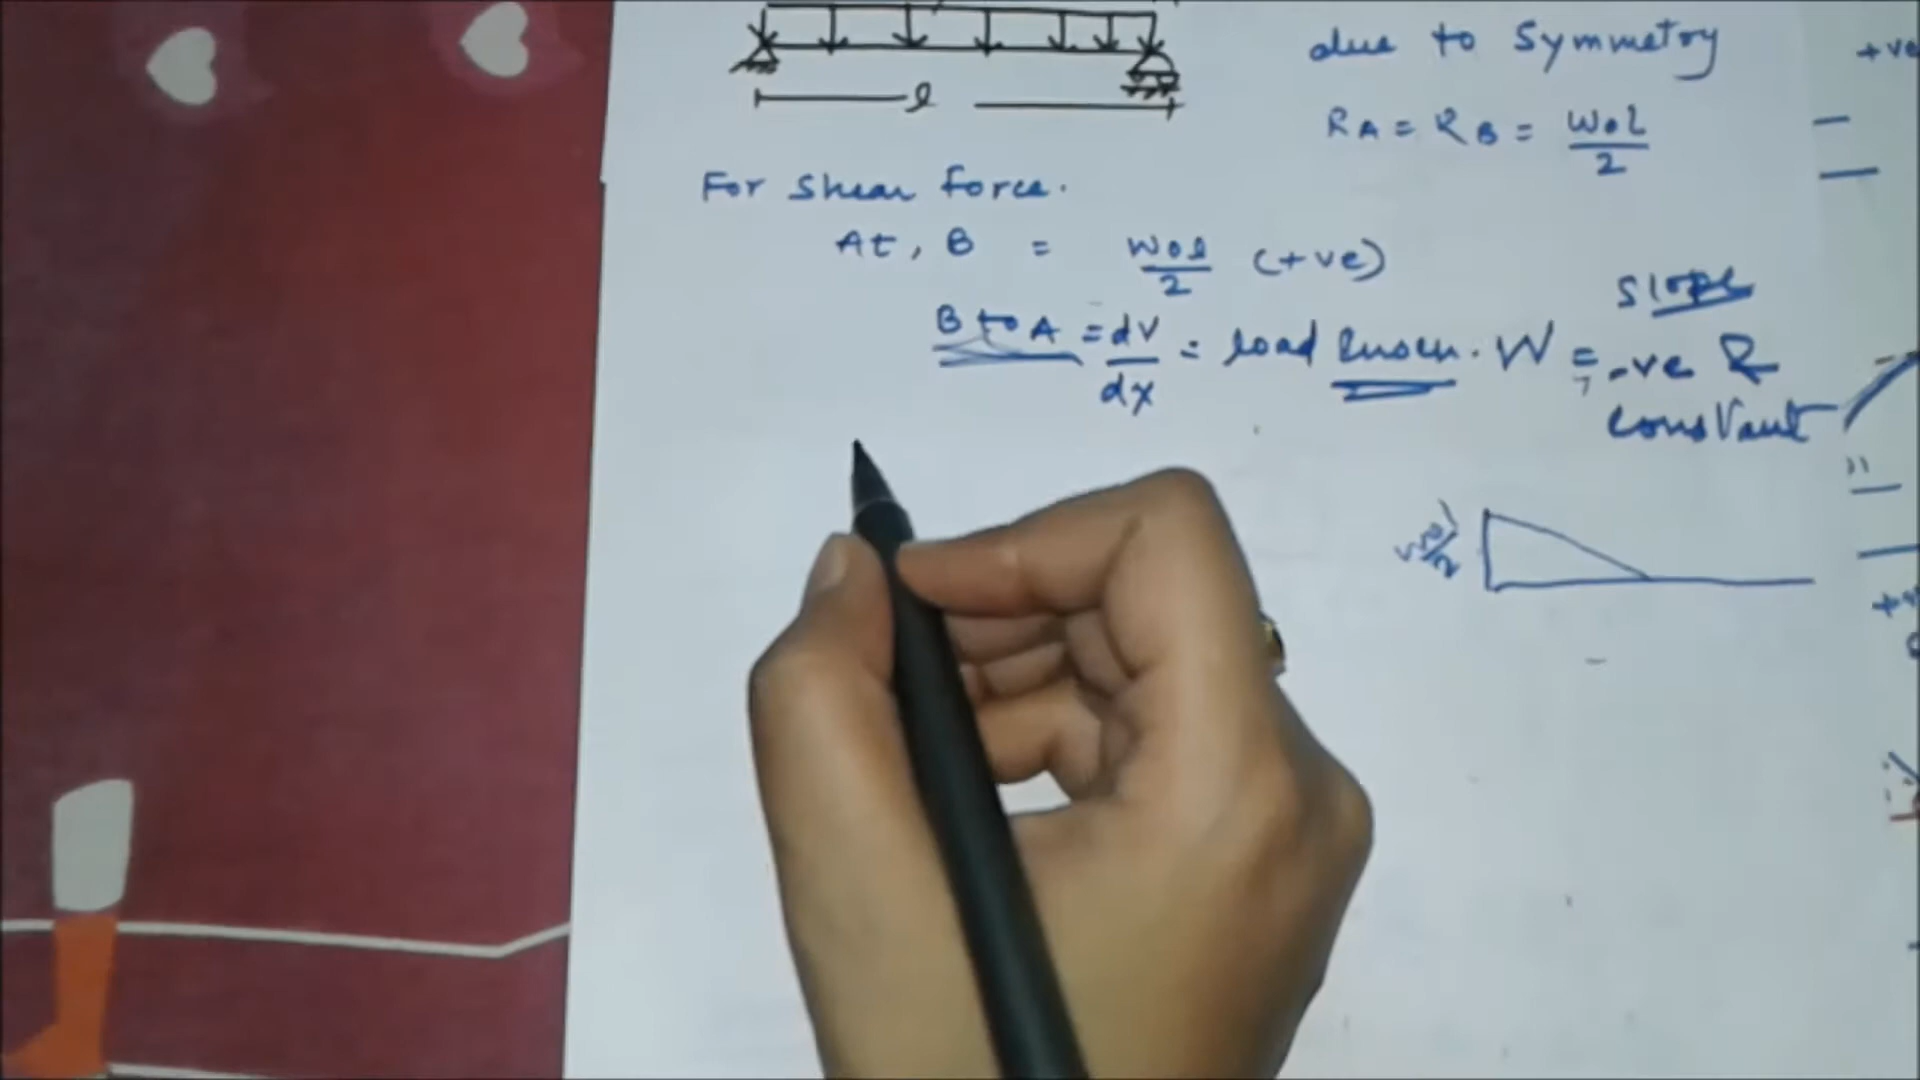 l
due to Symmetry
+ve
RA = RB = W0l/2
For Shear force.
At, B = W0l/2 (+ve)
Slope
B to A = dV/dx = load . W = -ve &
constant